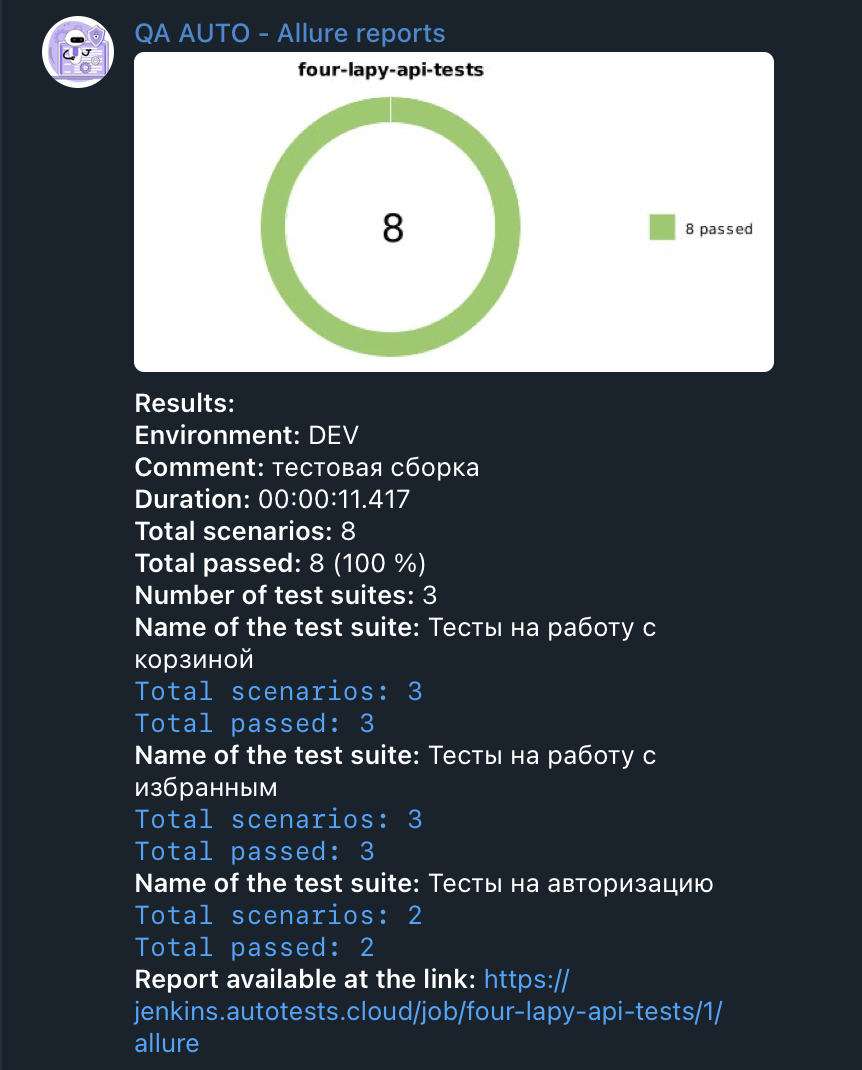 QA AUTO - Allure reports
four-lapy-api-tests
8
8 passed
Results:
Environment: DEV
Comment: тестовая сборка
Duration: 00:00:11.417
Total scenarios: 8
Total passed: 8 (100 %)
Number of test suites: 3
Name of the test suite: Тесты на работу с
корзиной
Total scenarios: 3
Total passed: 3
Name of the test suite: Тесты на работу с
избранным
Total scenarios: 3
Total passed: 3
Name of the test suite: Тесты на авторизацию
Total scenarios: 2
Total passed: 2
Report available at the link: https://
jenkins.autotests.cloud/job/four-lapy-api-tests/1/
allure